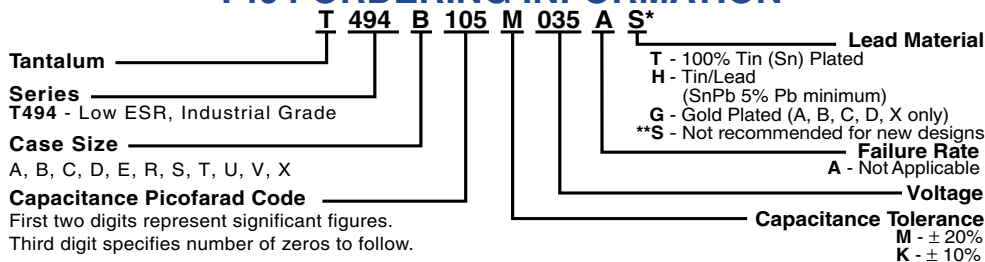 T 494 B 105 M 035 A S*
Tantalum
Series
T494 - Low ESR, Industrial Grade
Case Size
A, B, C, D, E, R, S, T, U, V, X
Capacitance Picofarad Code
First two digits represent significant figures.
Third digit specifies number of zeros to follow.
Lead Material
T - 100% Tin (Sn) Plated
H - Tin/Lead
(SnPb 5% Pb minimum)
G - Gold Plated (A, B, C, D, X only)
**S - Not recommended for new designs
Failure Rate
A - Not Applicable
Voltage
Capacitance Tolerance
M - ± 20%
K - ± 10%